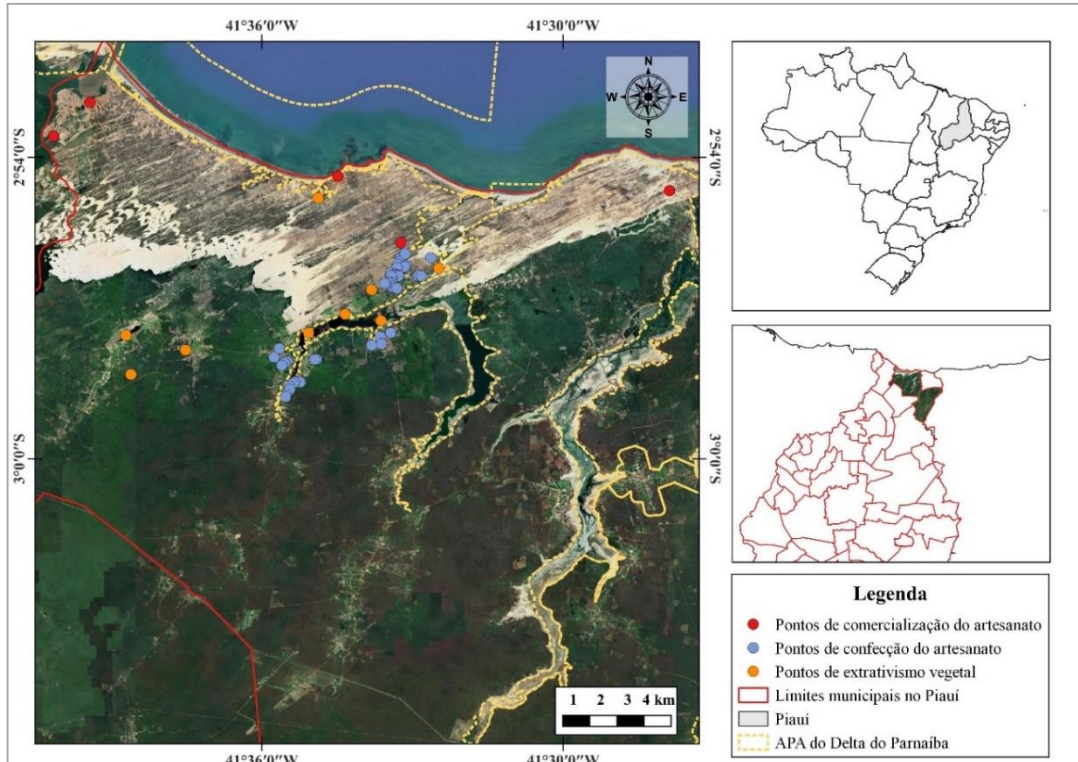 41°36'0"W
41°30'0"W
N
W E
S
2°54'0"S
2°54'0"S
3°0'0"S
3°0'0"S
1 2 3 4 km
41°36'0"W
41°30'0"W
Legenda
Pontos de comercialização do artesanato
Pontos de confecção do artesanato
Pontos de extrativismo vegetal
Limites municipais no Piauí
Piauí
APA do Delta do Parnaíba